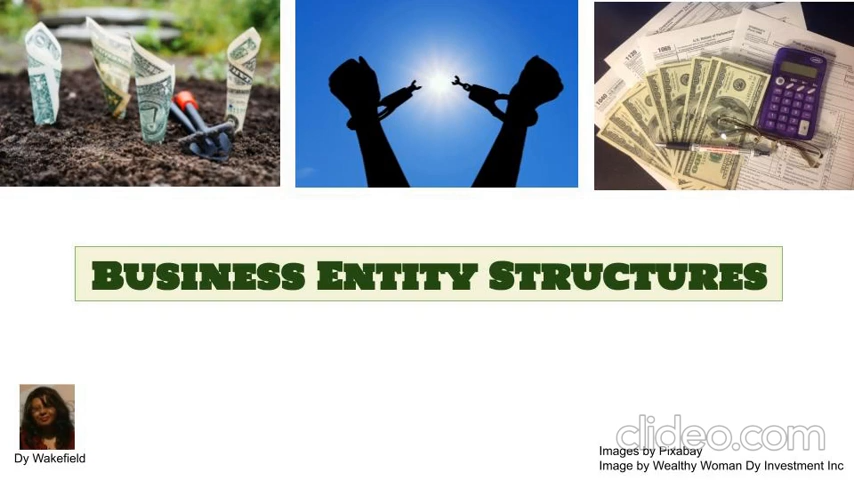 BUSINESS ENTITY STRUCTURES
Dy Wakefield
clideo.com
Images by Pixabay
Image by Wealthy Woman Dy Investment Inc